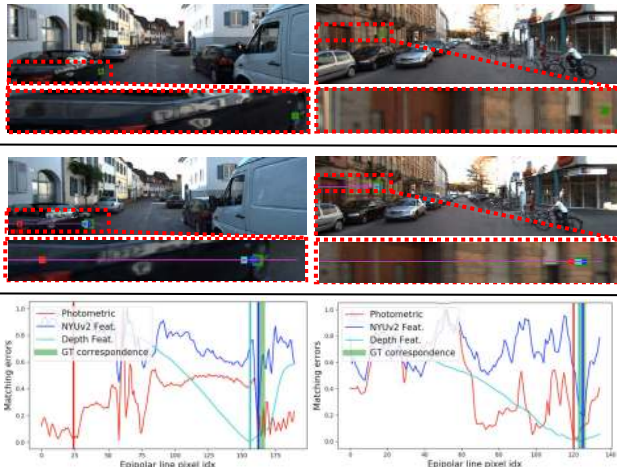 1.0
0.8
0.6
0.4
0.2
0.0
Matching errors
Photometric
NYUv2 Feat.
Depth Feat.
GT correspondence
0 25 50 75 100 125 150 175
Epipolar line pixel idx
1.0
0.8
0.6
0.4
0.2
0.0
Matching errors
Photometric
NYUv2 Feat.
Depth Feat.
GT correspondence
0 20 40 60 80 100 120 140
Epipolar line pixel idx